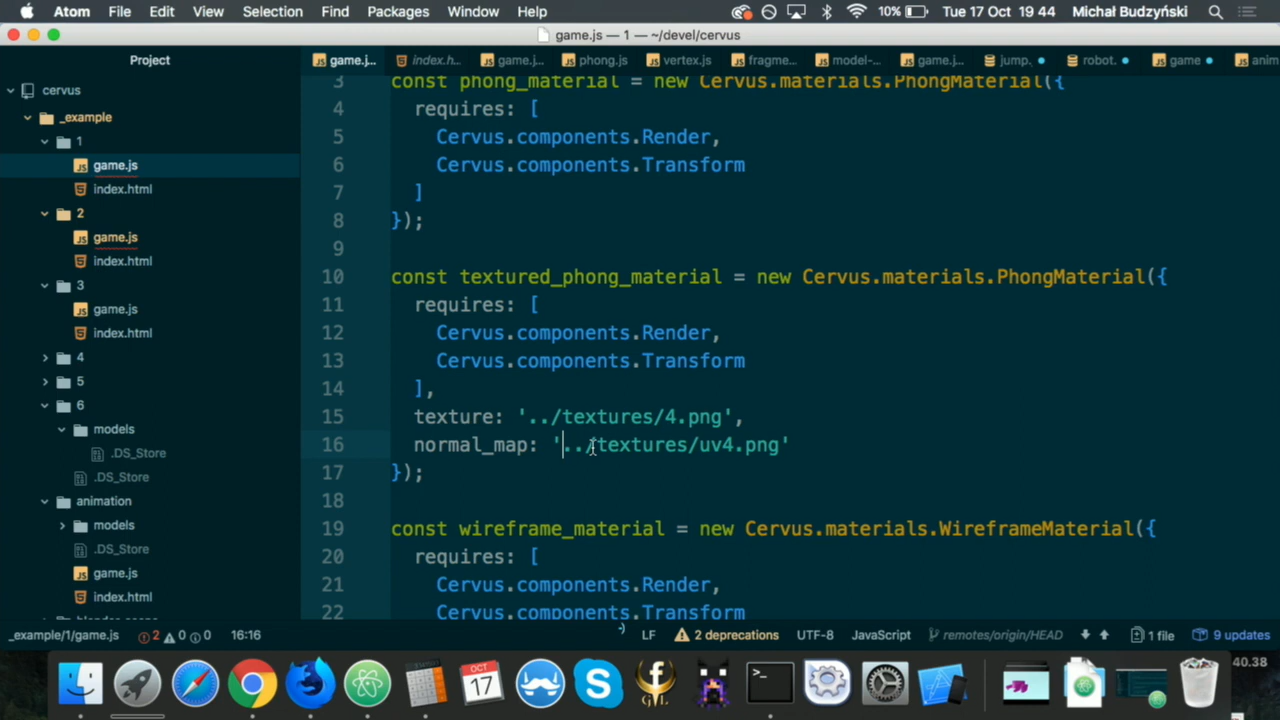 Atom File Edit View Selection Find Packages Window Help 10% Tue 17 Oct 19 44 Michał Budzyński
game.js — 1 — ~/devel/cervus
Project
game.j... index.h... game.j... phong.js vertex.js fragme... model-... game.j... jump. robot. game anim
cervus
_example
1
game.js
index.html
2
game.js
index.html
3
game.js
index.html
4
5
6
models
.DS_Store
.DS_Store
animation
models
.DS_Store
game.js
index.html
3 const phong_material = new Cervus.materials.PhongMaterial({
4 requires: [
5 Cervus.components.Render,
6 Cervus.components.Transform
7 ]
8 });
9
10 const textured_phong_material = new Cervus.materials.PhongMaterial({
11 requires: [
12 Cervus.components.Render,
13 Cervus.components.Transform
14 ],
15 texture: '../textures/4.png',
16 normal_map: '../textures/uv4.png'
17 });
18
19 const wireframe_material = new Cervus.materials.WireframeMaterial({
20 requires: [
21 Cervus.components.Render,
22 Cervus.components.Transform
_example/1/game.js 2 0 0 16:16 LF 2 deprecations UTF-8 JavaScript remotes/origin/HEAD 1 file 9 updates
OCT
17
40.38